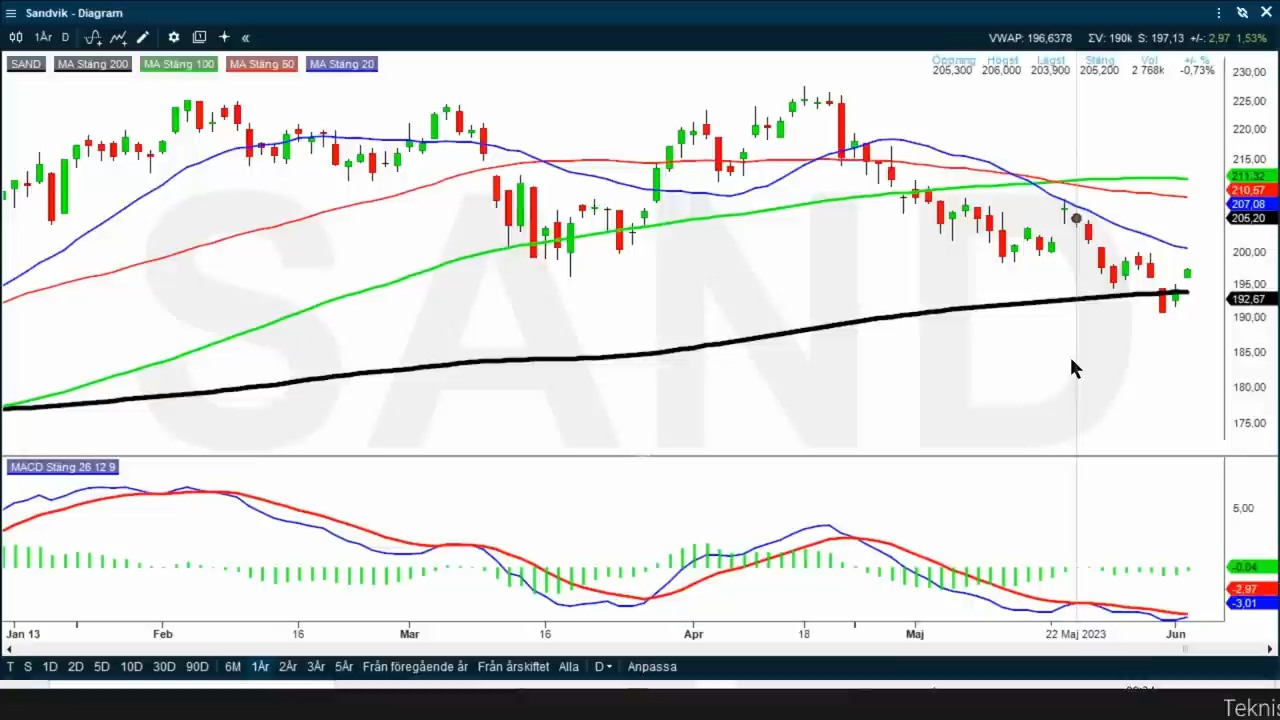 Sandvik - Diagram
1År D
VWAP: 196,6378 ΣV: 190k S: 197,13 +/-: 2,97 1,53%
SAND MA Stäng 200 MA Stäng 100 MA Stäng 50 MA Stäng 20
Öppning Högst Lägst Stäng Vol +/- %
205,300 206,000 203,900 205,200 2 768k -0,73%
230,00
225,00
220,00
215,00
211,32
210,57
207,08
205,20
200,00
195,00
192,67
190,00
185,00
180,00
175,00
SAND
MACD Stäng 26 12 9
5,00
-0,04
-2,97
-3,01
Jan 13 Feb 16 Mar 16 Apr 18 Maj 22 Maj 2023 Jun
T S 1D 2D 5D 10D 30D 90D 6M 1År 2År 3År 5År Från föregående år Från årskiftet Alla D Anpassa
Teknis